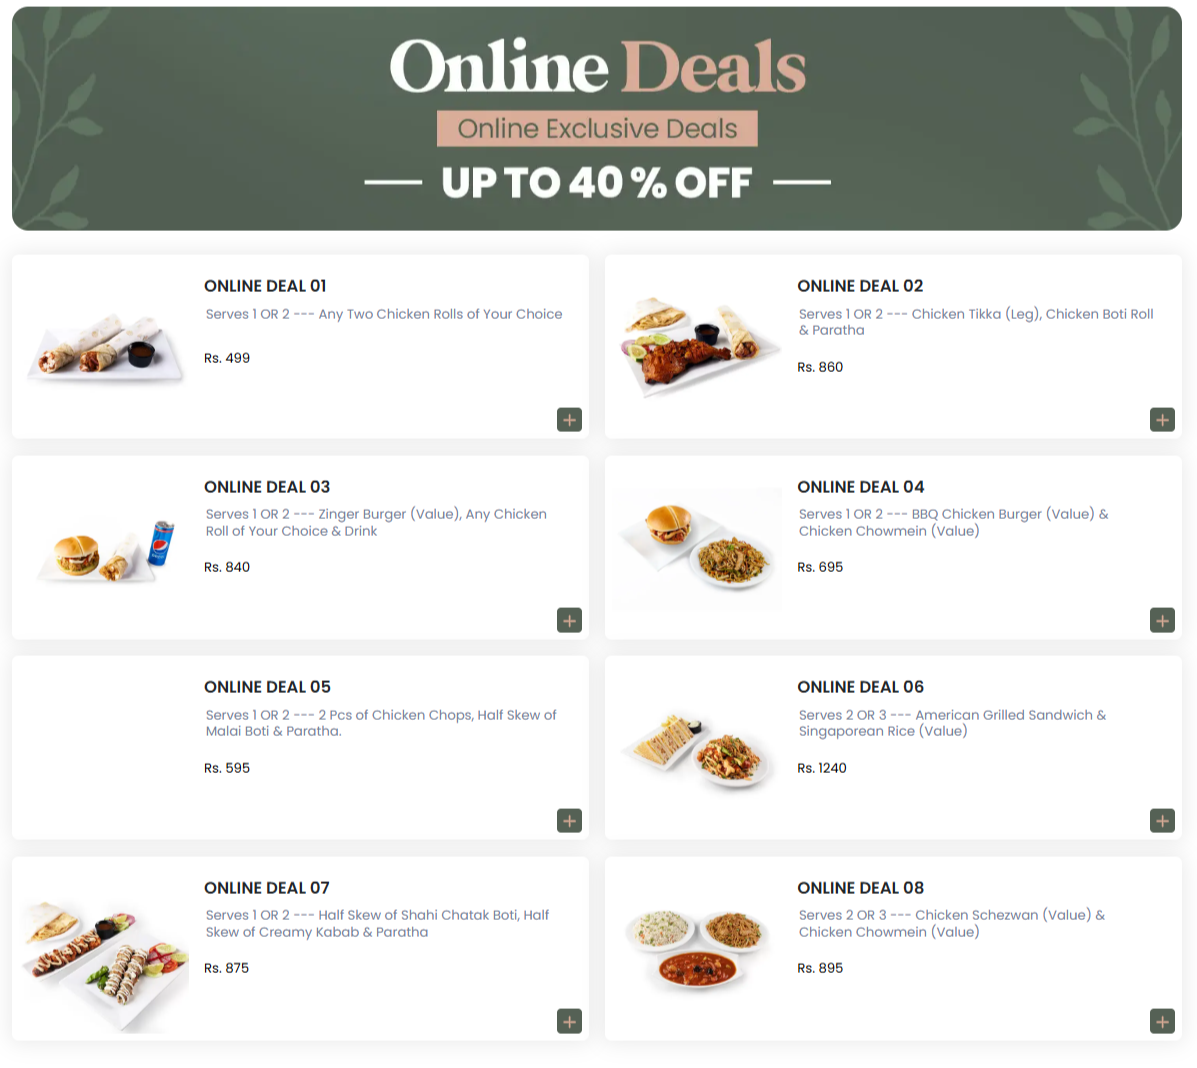 Online Deals
Online Exclusive Deals
UP TO 40 % OFF
ONLINE DEAL 01
Serves 1 OR 2 --- Any Two Chicken Rolls of Your Choice
Rs. 499
ONLINE DEAL 02
Serves 1 OR 2 --- Chicken Tikka (Leg), Chicken Boti Roll
& Paratha
Rs. 860
ONLINE DEAL 03
Serves 1 OR 2 --- Zinger Burger (Value), Any Chicken
Roll of Your Choice & Drink
Rs. 840
ONLINE DEAL 04
Serves 1 OR 2 --- BBQ Chicken Burger (Value) &
Chicken Chowmein (Value)
Rs. 695
ONLINE DEAL 05
Serves 1 OR 2 --- 2 Pcs of Chicken Chops, Half Skew of
Malai Boti & Paratha.
Rs. 595
ONLINE DEAL 06
Serves 2 OR 3 --- American Grilled Sandwich &
Singaporean Rice (Value)
Rs. 1240
ONLINE DEAL 07
Serves 1 OR 2 --- Half Skew of Shahi Chatak Boti, Half
Skew of Creamy Kabab & Paratha
Rs. 875
ONLINE DEAL 08
Serves 2 OR 3 --- Chicken Schezwan (Value) &
Chicken Chowmein (Value)
Rs. 895